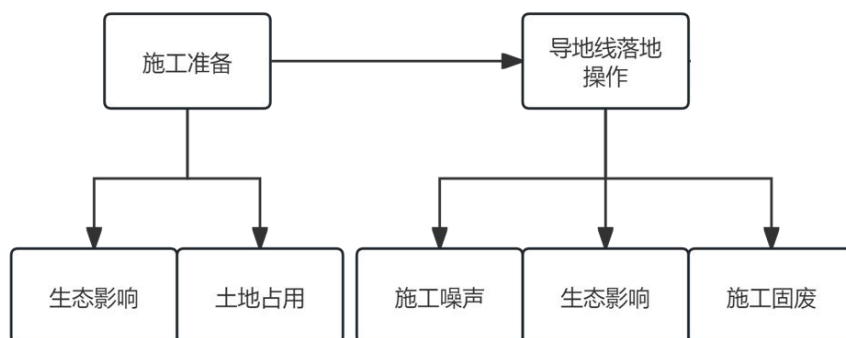 施工准备
导地线落地
操作
生态影响
土地占用
施工噪声
生态影响
施工固废